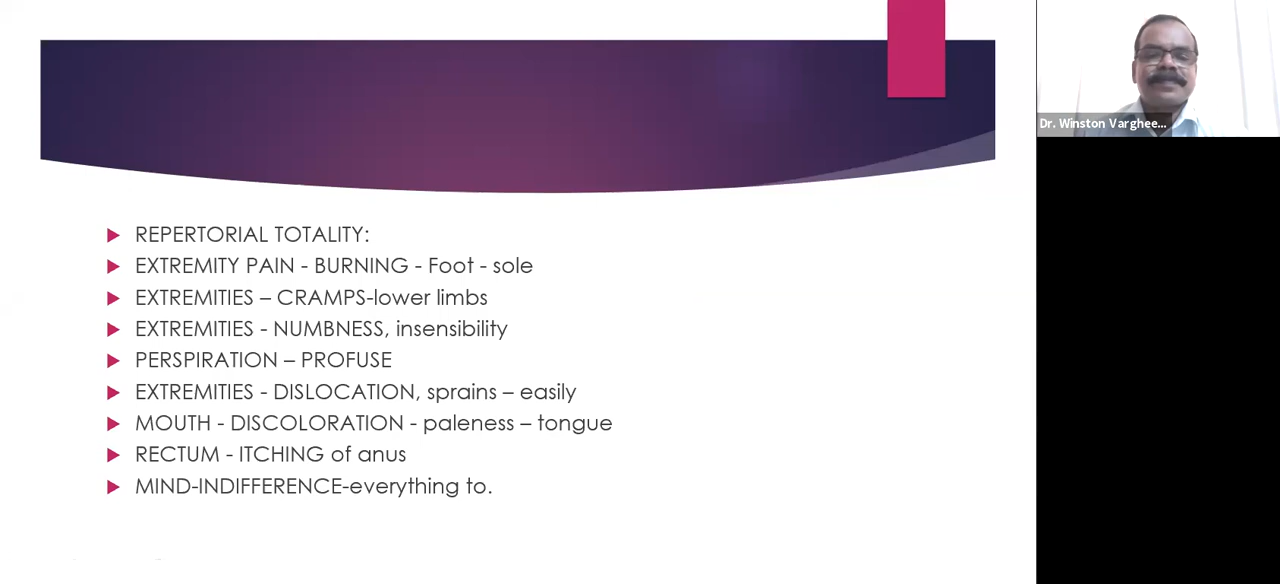 REPERTORIAL TOTALITY:
EXTREMITY PAIN - BURNING - Foot - sole
EXTREMITIES – CRAMPS-lower limbs
EXTREMITIES - NUMBNESS, insensibility
PERSPIRATION – PROFUSE
EXTREMITIES - DISLOCATION, sprains – easily
MOUTH - DISCOLORATION - paleness – tongue
RECTUM - ITCHING of anus
MIND-INDIFFERENCE-everything to.
Dr. Winston Varghee...